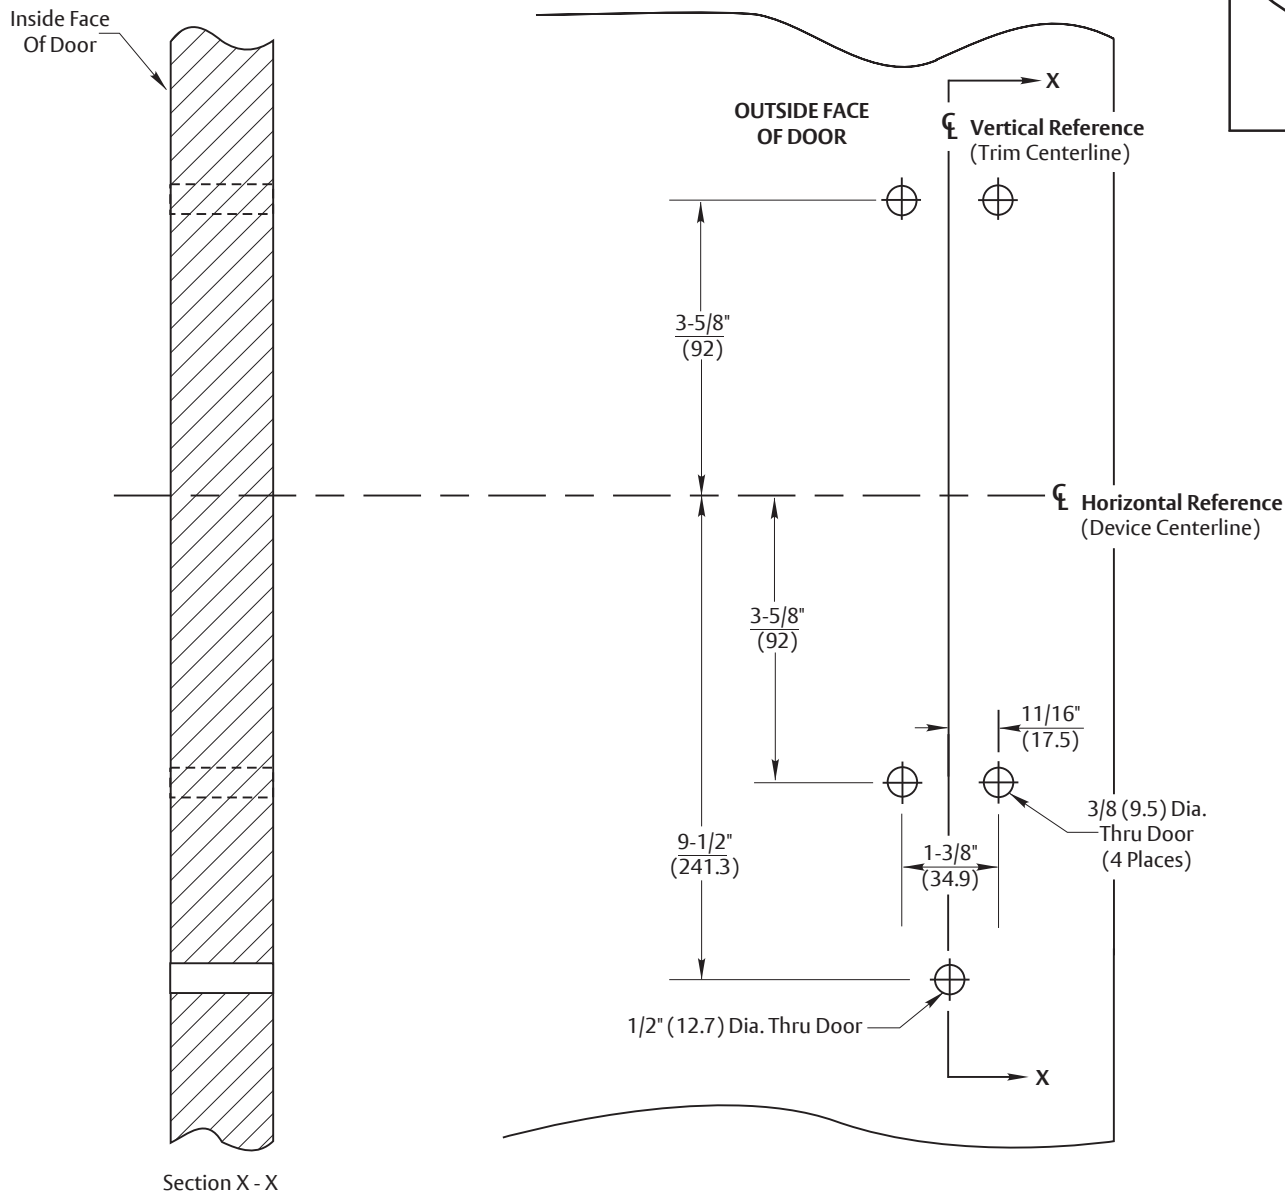 Inside Face
Of Door
OUTSIDE FACE
OF DOOR
X
℄ Vertical Reference
(Trim Centerline)
3-5/8"
(92)
℄ Horizontal Reference
(Device Centerline)
3-5/8"
(92)
11/16"
(17.5)
3/8 (9.5) Dia.
Thru Door
(4 Places)
9-1/2"
(241.3)
1-3/8"
(34.9)
1/2" (12.7) Dia. Thru Door
X
Section X - X